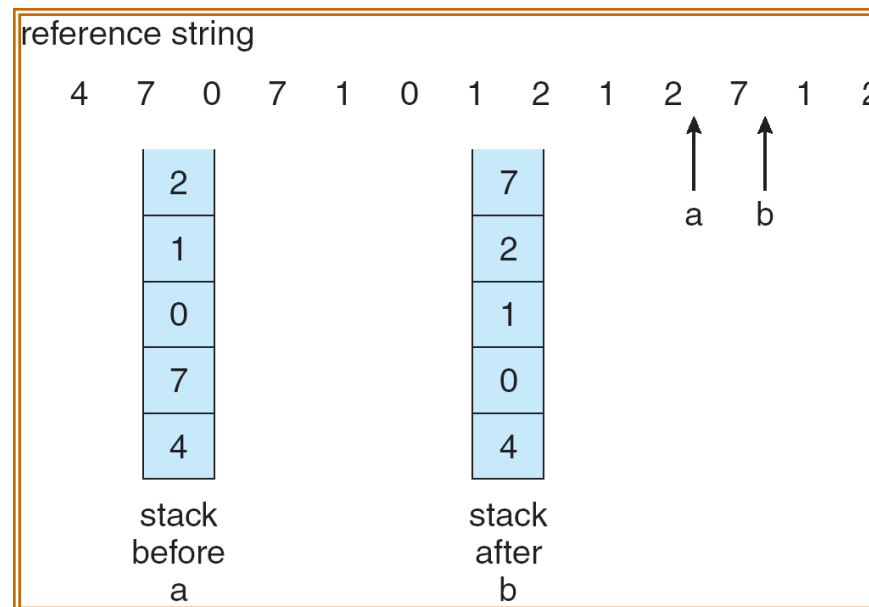 reference string
4 7 0 7 1 0 1 2 1 2 7 1 2
a b
2 7
1 2
0 1
7 0
4 4
stack stack
before after
a b